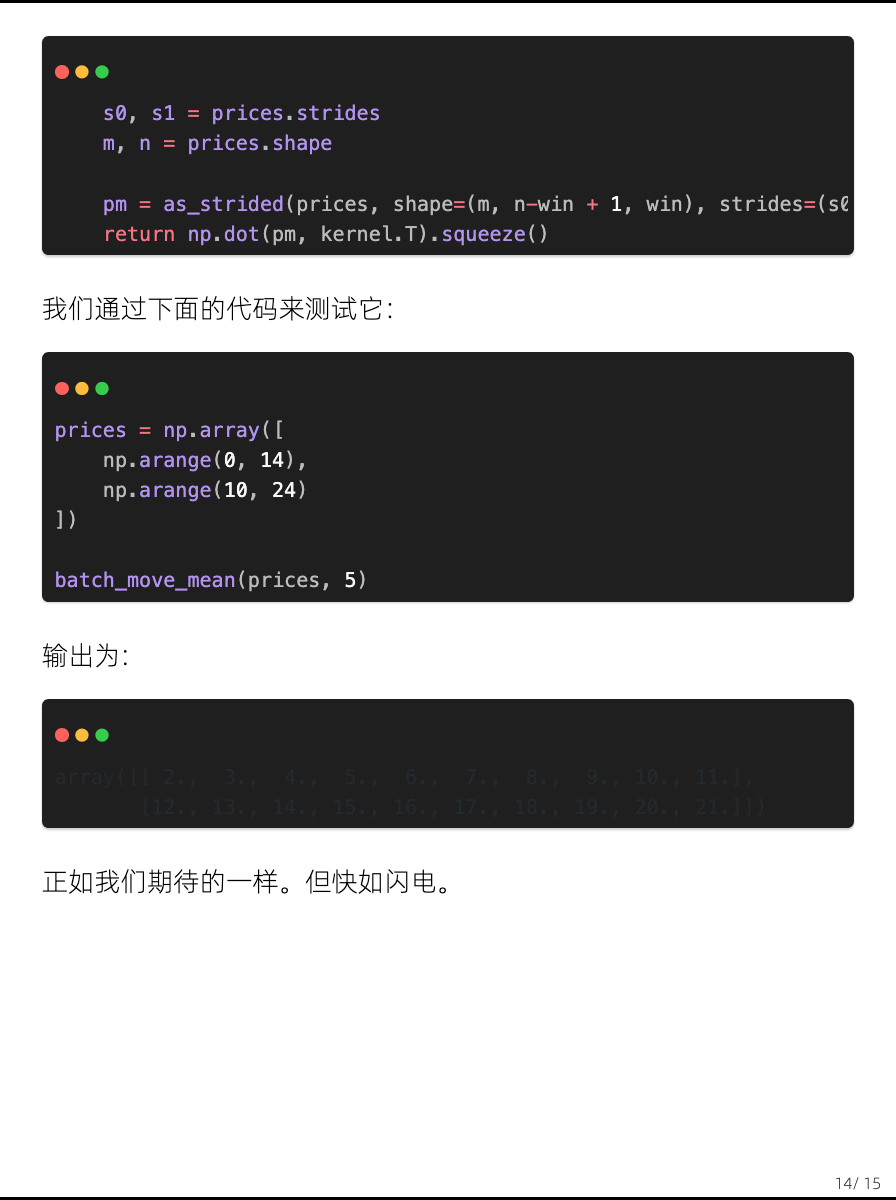 s0, s1 = prices.strides
m, n = prices.shape
pm = as_strided(prices, shape=(m, n-win + 1, win), strides=(s0
return np.dot(pm, kernel.T).squeeze()
我们通过下面的代码来测试它：
prices = np.array([
np.arange(0, 14),
np.arange(10, 24)
])
batch_move_mean(prices, 5)
输出为：
array([[ 2.,  3.,  4.,  5.,  6.,  7.,  8.,  9., 10., 11.],
[12., 13., 14., 15., 16., 17., 18., 19., 20., 21.]])
正如我们期待的一样。但快如闪电。
14/ 15